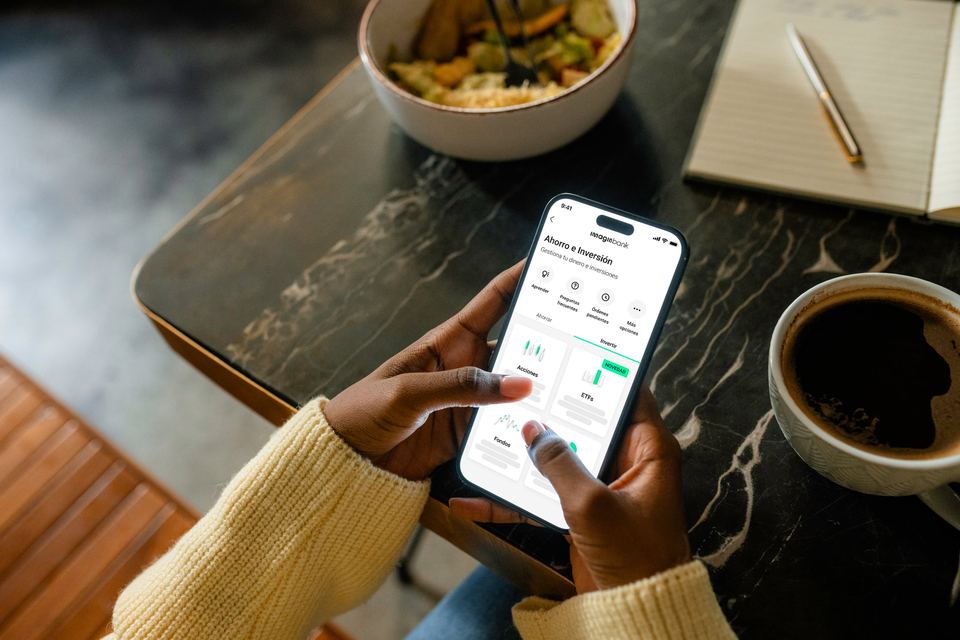 9:41
imaginbank
Ahorro e Inversión
Gestiona tu dinero e inversiones
Aprender
Preguntas
frecuentes
Órdenes
pendientes
Más
opciones
Ahorrar
Invertir
Acciones
NOVEDAD
ETFs
Fondos